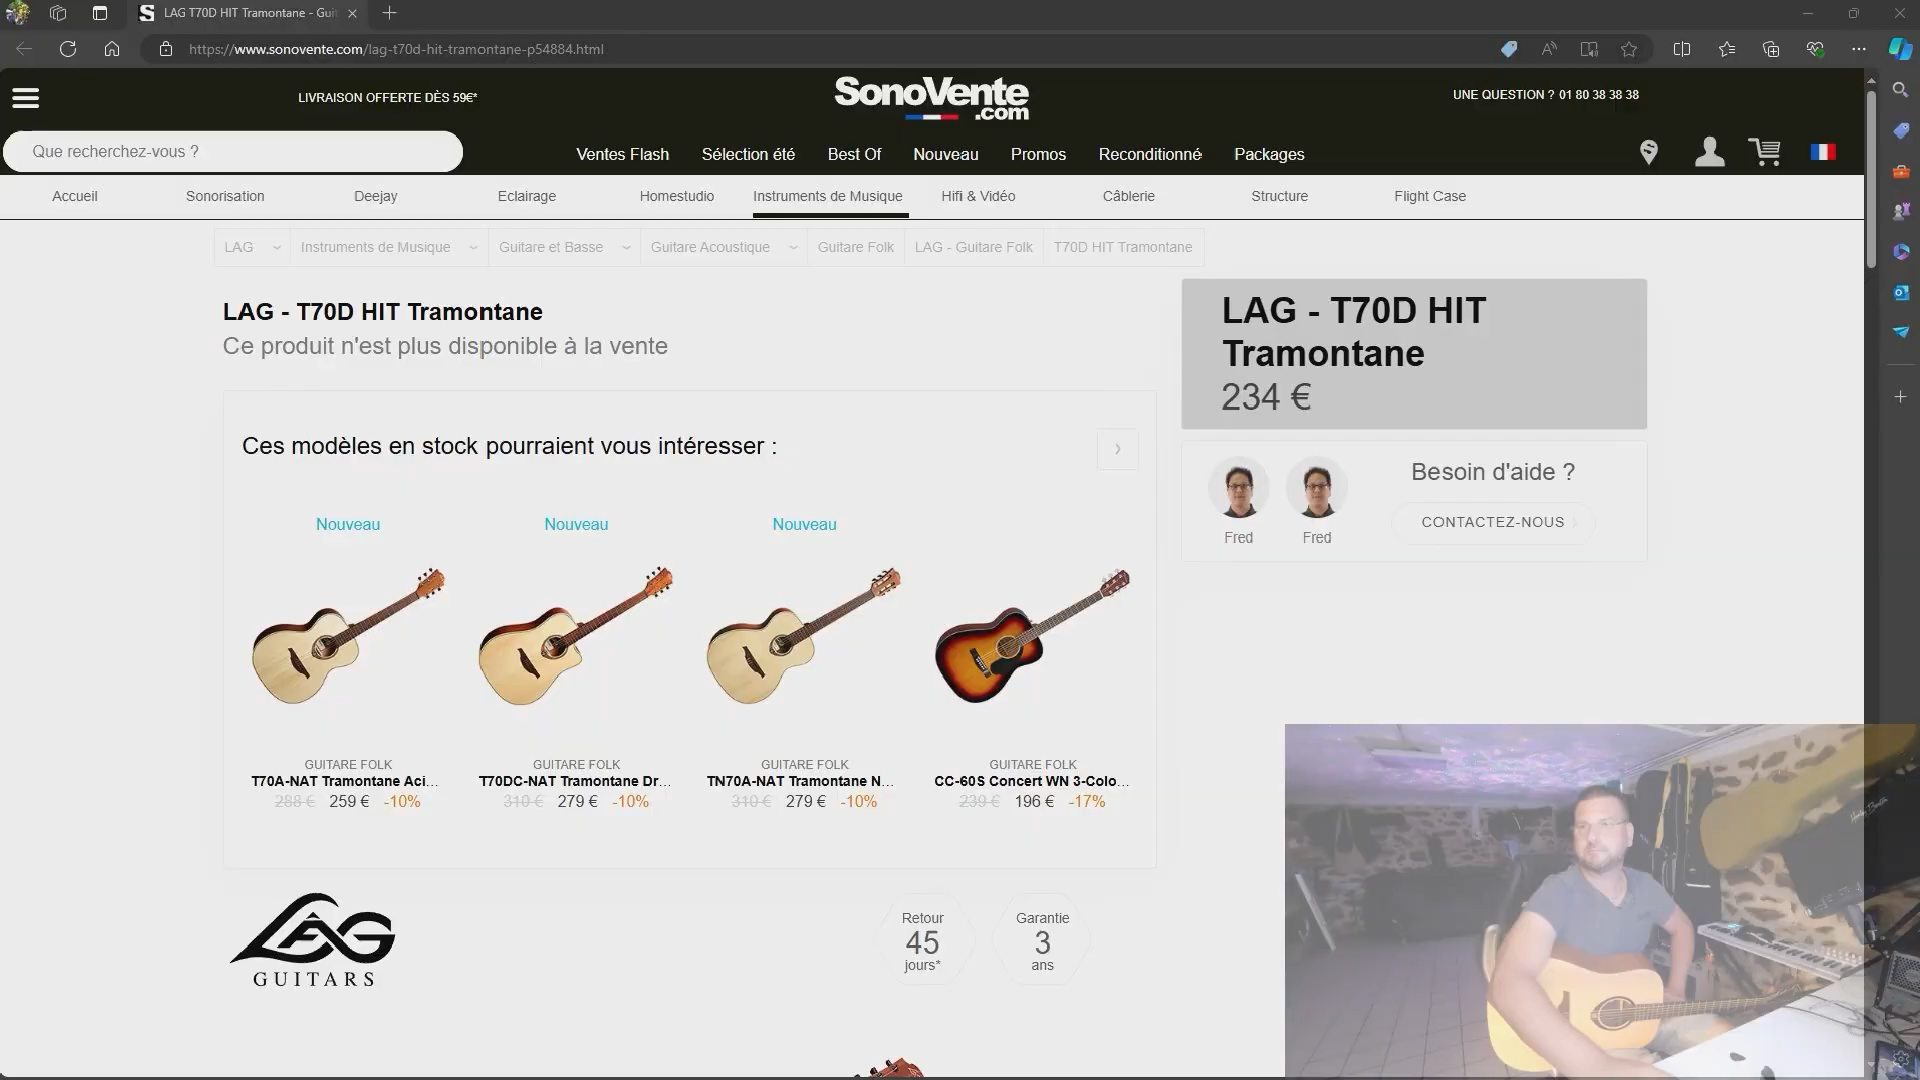 LAG T70D HIT Tramontane - Gui
https://www.sonovente.com/lag-t70d-hit-tramontane-p54884.html
LIVRAISON OFFERTE DÈS 59€*
SonoVente
.com
UNE QUESTION ? 01 80 38 38 38
Que recherchez-vous ?
Ventes Flash
Sélection été
Best Of
Nouveau
Promos
Reconditionné
Packages
Accueil
Sonorisation
Deejay
Eclairage
Homestudio
Instruments de Musique
Hifi & Vidéo
Câblerie
Structure
Flight Case
LAG
Instruments de Musique
Guitare et Basse
Guitare Acoustique
Guitare Folk
LAG - Guitare Folk
T70D HIT Tramontane
LAG - T70D HIT Tramontane
Ce produit n'est plus disponible à la vente
LAG - T70D HIT
Tramontane
234 €
Ces modèles en stock pourraient vous intéresser :
Besoin d'aide ?
CONTACTEZ-NOUS
Fred
Fred
Nouveau
Nouveau
Nouveau
GUITARE FOLK
T70A-NAT Tramontane Aci...
288 € 259 € -10%
GUITARE FOLK
T70DC-NAT Tramontane Dr...
310 € 279 € -10%
GUITARE FOLK
TN70A-NAT Tramontane N...
310 € 279 € -10%
GUITARE FOLK
CC-60S Concert WN 3-Colo...
239 € 196 € -17%
LAG
GUITARS
Retour
45
jours*
Garantie
3
ans